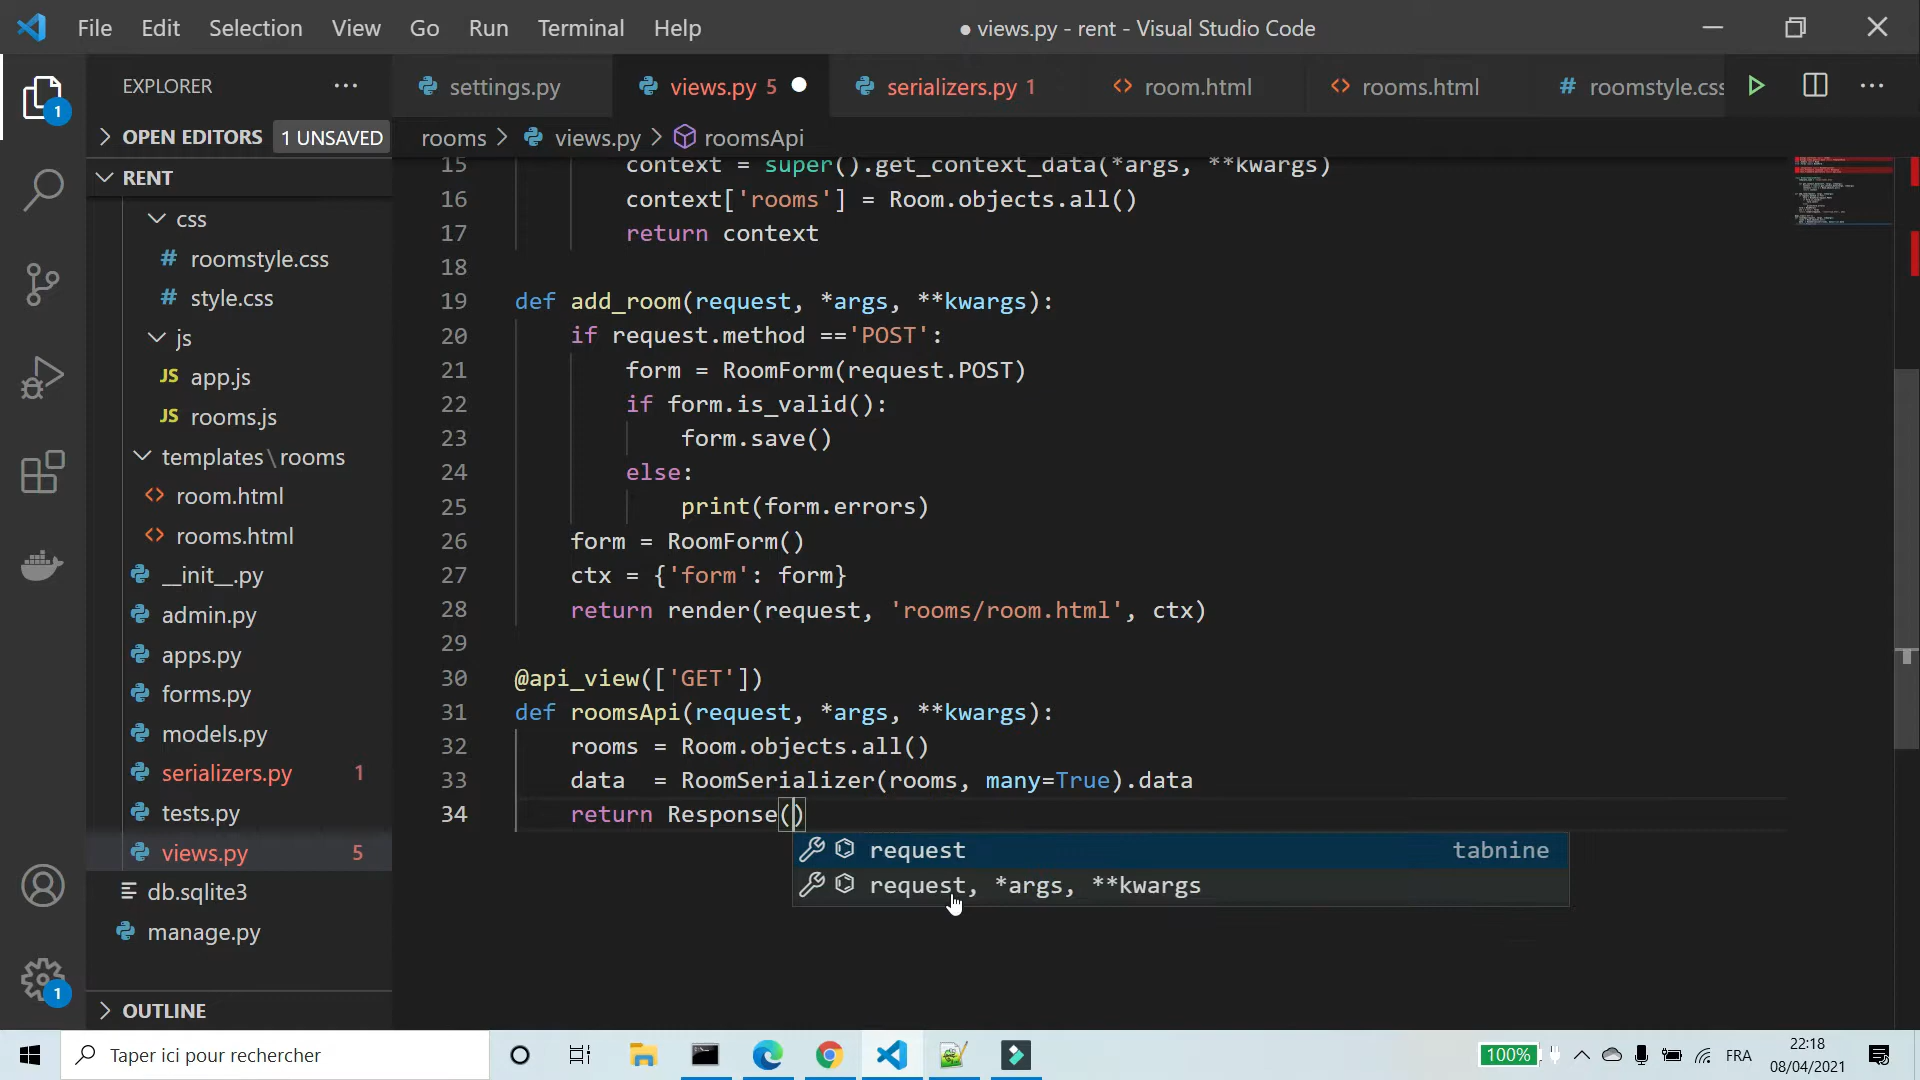 File Edit Selection View Go Run Terminal Help
● views.py - rent - Visual Studio Code
EXPLORER
settings.py
views.py 5
serializers.py 1
room.html
rooms.html
# roomstyle.css
OPEN EDITORS 1 UNSAVED
rooms > views.py > roomsApi
RENT
css
# roomstyle.css
# style.css
js
JS app.js
JS rooms.js
templates\rooms
<> room.html
<> rooms.html
__init__.py
admin.py
apps.py
forms.py
models.py
serializers.py 1
tests.py
views.py 5
db.sqlite3
manage.py
OUTLINE
1
1
15 context = super().get_context_data(*args, **kwargs)
16 context['rooms'] = Room.objects.all()
17 return context
18
19 def add_room(request, *args, **kwargs):
20 if request.method =='POST':
21 form = RoomForm(request.POST)
22 if form.is_valid():
23 form.save()
24 else:
25 print(form.errors)
26 form = RoomForm()
27 ctx = {'form': form}
28 return render(request, 'rooms/room.html', ctx)
29
30 @api_view(['GET'])
31 def roomsApi(request, *args, **kwargs):
32 rooms = Room.objects.all()
33 data  = RoomSerializer(rooms, many=True).data
34 return Response()
request tabnine
request, *args, **kwargs
Taper ici pour rechercher
100%
FRA
22:18
08/04/2021